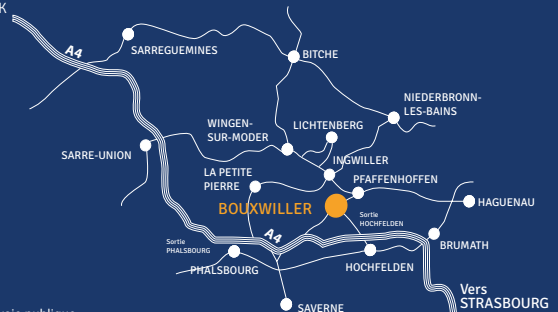 K
A4
SARREGUEMINES
BITCHE
NIEDERBRONN-
LES-BAINS
WINGEN-
SUR-MODER
LICHTENBERG
SARRE-UNION
INGWILLER
LA PETITE
PIERRE
PFAFFENHOFFEN
BOUXWILLER
HAGUENAU
Sortie
HOCHFELDEN
A4
Sortie
PHALSBOURG
BRUMATH
PHALSBOURG
HOCHFELDEN
Vers
STRASBOURG
SAVERNE